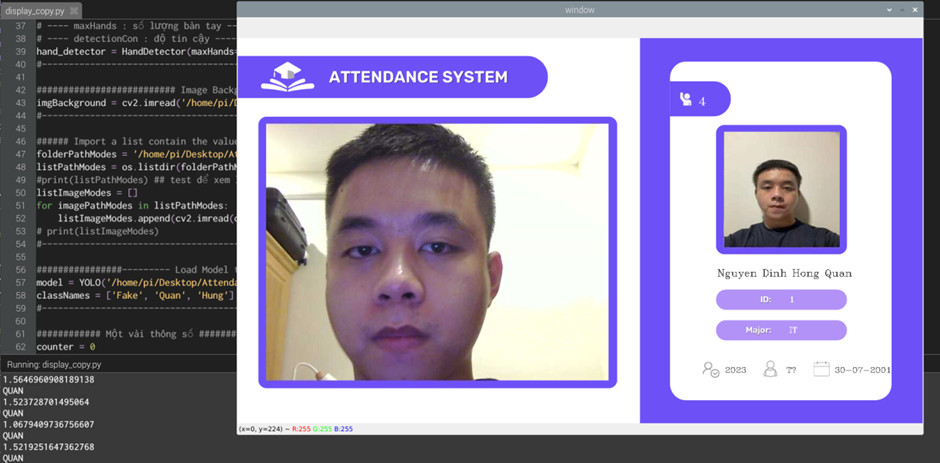 display_copy.py
window
37 # ---- maxHands : số lượng bàn tay
38 # ---- detectionCon : độ tin cậy
39 hand_detector = HandDetector(maxHands=
40 #
41
42 ######################### Image Backg
43 imgBackground = cv2.imread('/home/pi/D
44 #
45
46 ###### Import a list contain the value
47 folderPathModes = '/home/pi/Desktop/At
48 listPathModes = os.listdir(folderPathM
49 #print(listPathModes) ## test để xem
50 listImageModes = []
51 for imagePathModes in listPathModes:
52 listImageModes.append(cv2.imread(
53 # print(listImageModes)
54 #
55
56 ################--------- Load Model
57 model = YOLO('/home/pi/Desktop/Attenda
58 classNames = ['Fake', 'Quan', 'Hung']
59 #
60
61 ############ Một vài thông số #######
62 counter = 0
Running: display_copy.py
1.5646960908189138
QUAN
1.523728701495064
QUAN
1.0679409736756607
QUAN
1.5219251647362768
QUAN
ATTENDANCE SYSTEM
4
Nguyen Dinh Hong Quan
ID: 1
Major: IT
2023 T? 30-07-2001
(x=0, y=224) ~ R:255 G:255 B:255